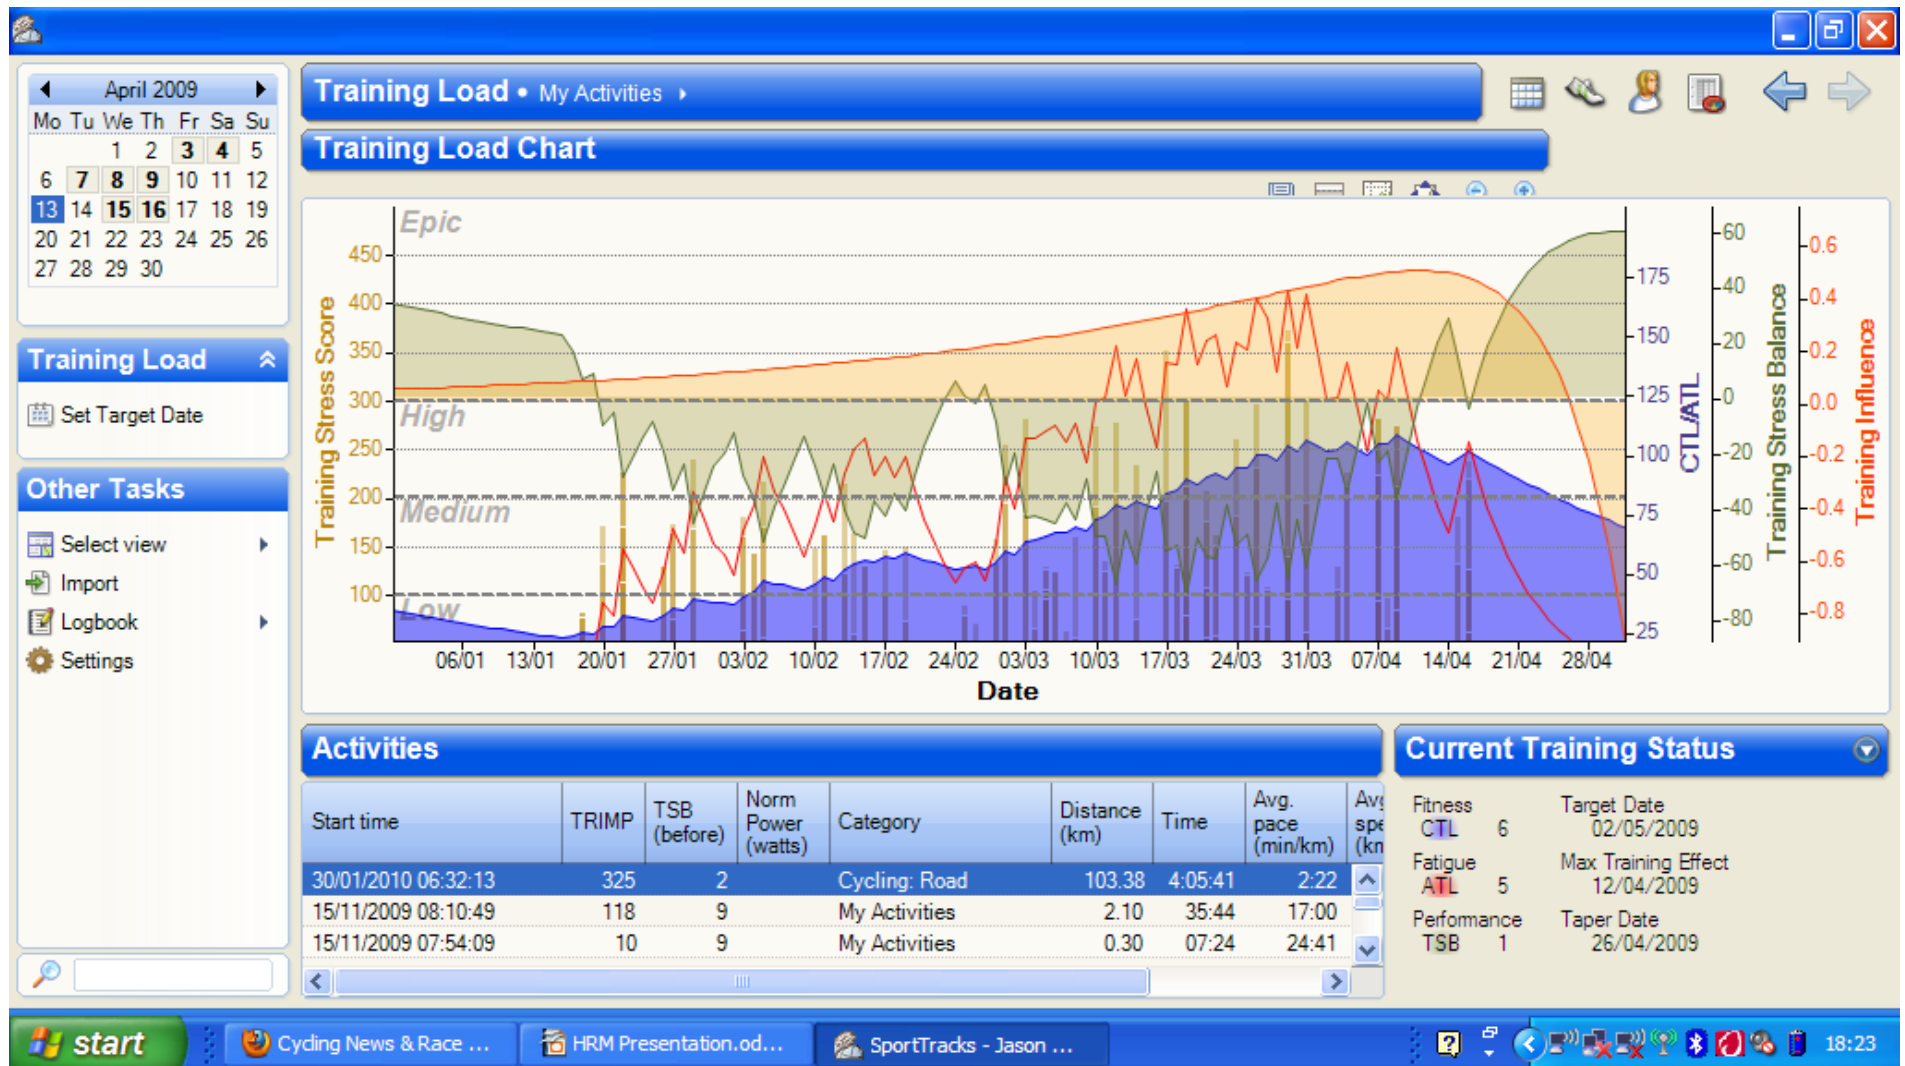 April 2009
Mo Tu We Th Fr Sa Su
1 2 3 4 5
6 7 8 9 10 11 12
13 14 15 16 17 18 19
20 21 22 23 24 25 26
27 28 29 30
Training Load
Set Target Date
Other Tasks
Select view
Import
Logbook
Settings
Training Load • My Activities
Training Load Chart
Epic
High
Medium
Low
Training Stress Score
450
400
350
300
250
200
150
100
175
150
125
100
75
50
25
CTL/ATL
60
40
20
0
-20
-40
-60
-80
Training Stress Balance
0.6
0.4
0.2
0.0
-0.2
-0.4
-0.6
-0.8
Training Influence
06/01 13/01 20/01 27/01 03/02 10/02 17/02 24/02 03/03 10/03 17/03 24/03 31/03 07/04 14/04 21/04 28/04
Date
Activities
Start time TRIMP TSB (before) Norm Power (watts) Category Distance (km) Time Avg. pace (min/km)
30/01/2010 06:32:13 325 2 Cycling: Road 103.38 4:05:41 2:22
15/11/2009 08:10:49 118 9 My Activities 2.10 35:44 17:00
15/11/2009 07:54:09 10 9 My Activities 0.30 07:24 24:41
Current Training Status
Fitness Target Date
CTL 6 02/05/2009
Fatigue Max Training Effect
ATL 5 12/04/2009
Performance Taper Date
TSB 1 26/04/2009
start Cycling News & Race ... HRM Presentation.od... SportTracks - Jason ... 18:23